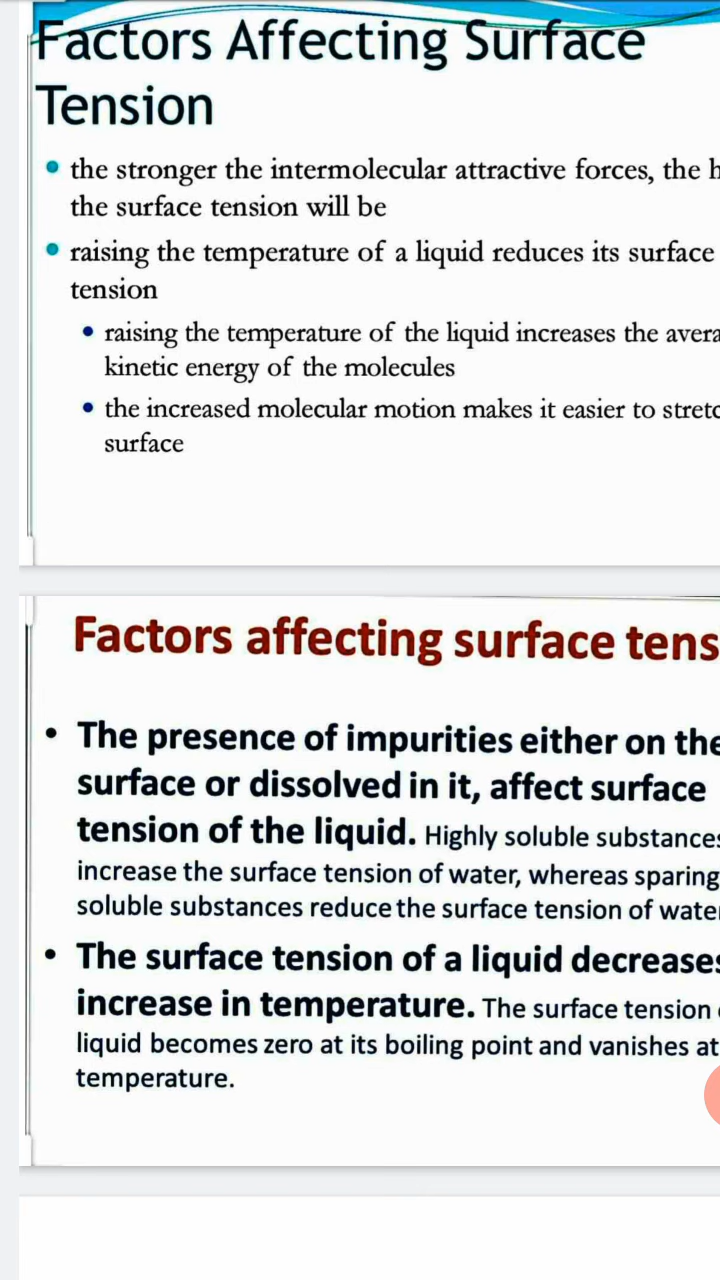 Factors Affecting Surface
Tension
• the stronger the intermolecular attractive forces, the
the surface tension will be
• raising the temperature of a liquid reduces its surface
tension
• raising the temperature of the liquid increases the
kinetic energy of the molecules
• the increased molecular motion makes it easier to
surface
Factors affecting surface
• The presence of impurities either on the
surface or dissolved in it, affect surface
tension of the liquid. Highly soluble substances
increase the surface tension of water, whereas
soluble substances reduce the surface tension of water
• The surface tension of a liquid decreases
increase in temperature. The surface tension
liquid becomes zero at its boiling point and vanishes at
temperature.